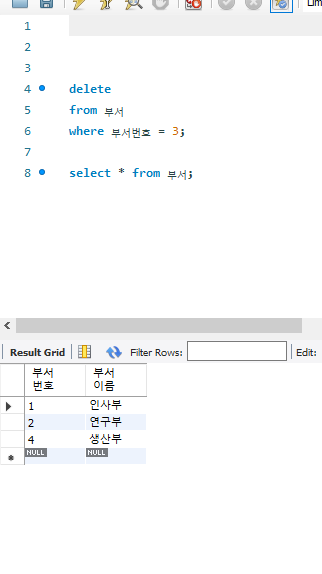 Lim
1
2
3
4 delete
5 from 부서
6 where 부서번호 = 3;
7
8 select * from 부서;
Result Grid Filter Rows: Edit:
부서번호 부서이름
1 인사부
2 연구부
4 생산부
NULL NULL